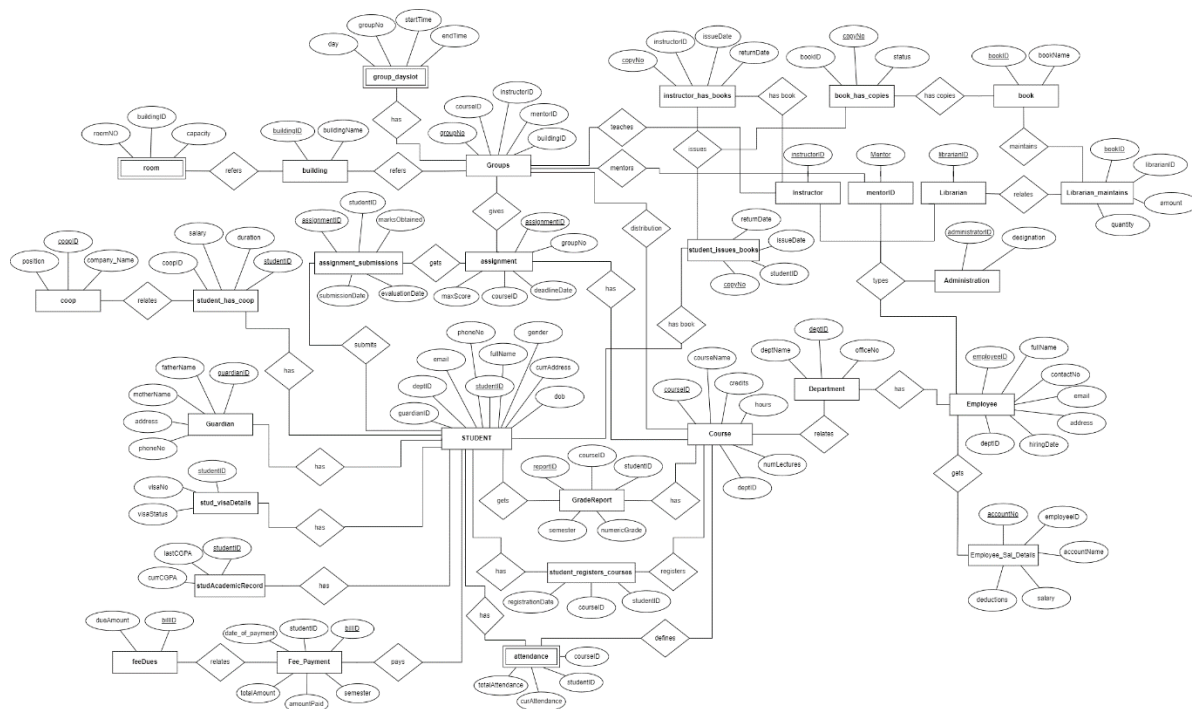 day
groupNo
startTime
endTime
group_dayslot
has
roomNO
buildingID
capacity
room
refers
buildingID
buildingName
building
refers
groupNo
courseID
instructorID
mentorID
buildingID
Groups
teaches
mentors
gives
distribution
copyNo
instructorID
issueDate
returnDate
instructor_has_books
has book
issues
bookID
copyNo
status
book_has_copies
has copies
bookID
bookName
book
maintains
instructorID
Instructor
Mentor
mentorID
librarianID
Librarian
relates
bookID
librarianID
amount
quantity
Librarian_maintains
administratorID
designation
Administration
types
returnDate
issueDate
studentID
copyNo
student_issues_books
has book
assignmentID
studentID
marksObtained
assignment_submissions
submissionDate
evaluationDate
gets
assignmentID
groupNo
assignment
maxScore
courseID
deadlineDate
has
submits
position
coopID
company_Name
coop
relates
salary
coopID
duration
studentID
student_has_coop
has
fatherName
guardianID
motherName
address
phoneNo
Guardian
has
phoneNo
gender
email
fullName
deptID
studentID
currAddress
guardianID
dob
STUDENT
studentID
visaNo
visaStatus
stud_visaDetails
has
lastCGPA
studentID
currCGPA
studAcademicRecord
has
dueAmount
billID
feeDues
relates
date_of_payment
studentID
billID
Fee_Payment
totalAmount
amountPaid
semester
pays
gets
reportID
courseID
studentID
GradeReport
semester
numericGrade
has
has
student_registers_courses
registrationDate
courseID
studentID
registers
has
attendance
courseID
studentID
totalAttendance
curAttendance
defines
courseName
courseID
credits
hours
Course
numLectures
deptID
relates
deptID
deptName
officeNo
Department
has
employeeID
fullName
contactNo
email
address
hiringDate
deptID
Employee
gets
accountNo
employeeID
accountName
Employee_Sal_Details
deductions
salary